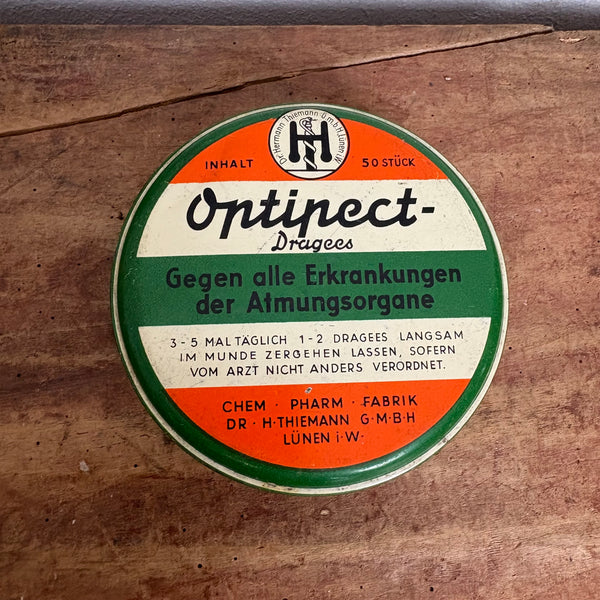 Dr. Hermann Thiemann G.m.b.H. Lünen i.W.
H
INHALT 50 STÜCK
Optipect-
Dragees
Gegen alle Erkrankungen
der Atmungsorgane
3-5 MAL TÄGLICH 1-2 DRAGEES LANGSAM
IM MUNDE ZERGEHEN LASSEN, SOFERN
VOM ARZT NICHT ANDERS VERORDNET.
CHEM · PHARM · FABRIK
DR · H · THIEMANN G · M · B · H
LÜNEN i · W ·